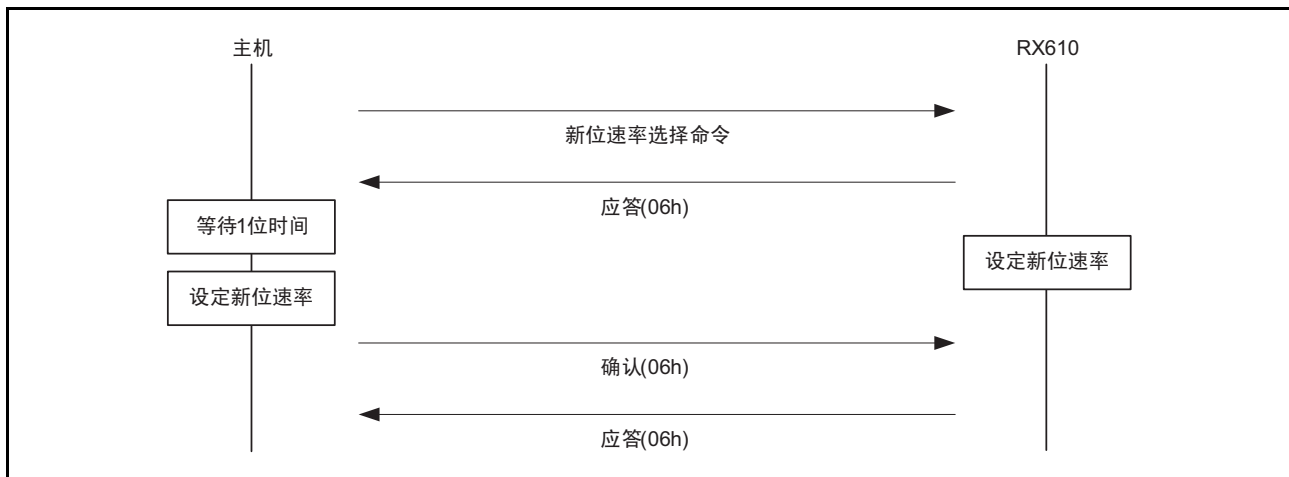 主机
RX610
新位速率选择命令
应答(06h)
等待1位时间
设定新位速率
设定新位速率
确认(06h)
应答(06h)